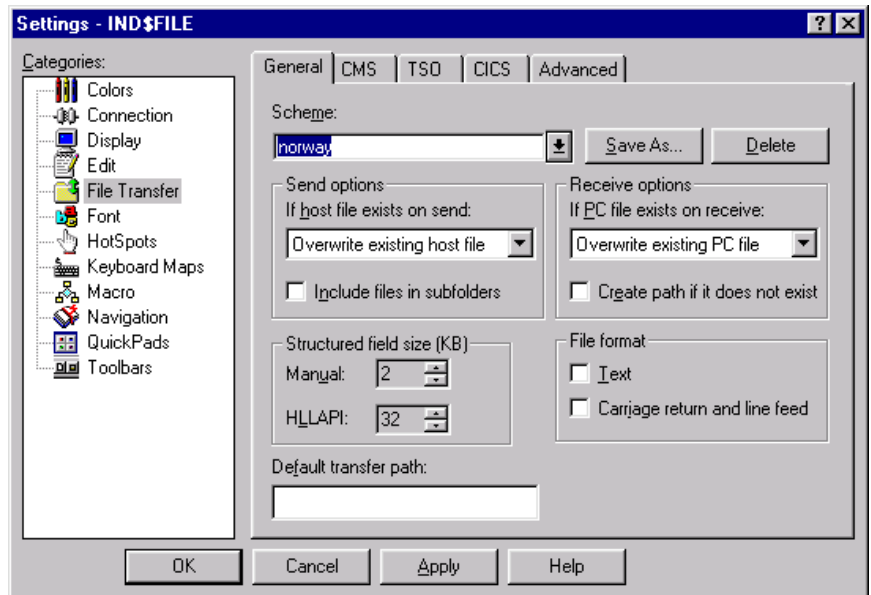 Settings - IND$FILE
Categories:
Colors
Connection
Display
Edit
File Transfer
Font
HotSpots
Keyboard Maps
Macro
Navigation
QuickPads
Toolbars
General CMS TSO CICS Advanced
Scheme:
norway Save As... Delete
Send options
If host file exists on send:
Overwrite existing host file
Include files in subfolders
Receive options
If PC file exists on receive:
Overwrite existing PC file
Create path if it does not exist
Structured field size (KB)
Manual: 2
HLLAPI: 32
File format
Text
Carriage return and line feed
Default transfer path:
OK Cancel Apply Help